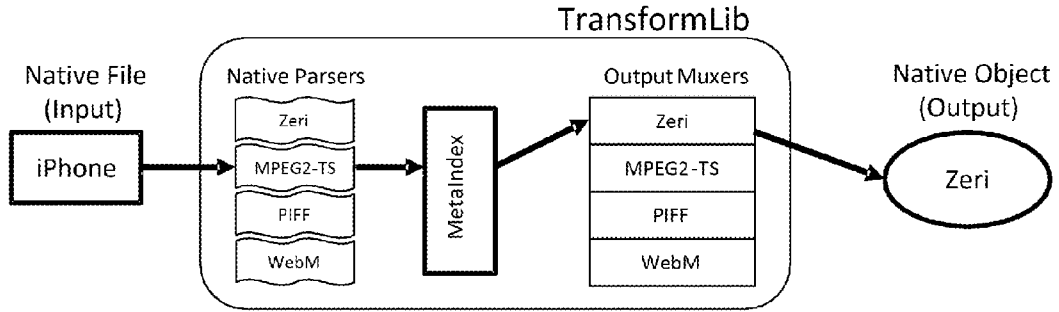 TransformLib
Native File
(Input)
iPhone
Native Parsers
Zeri
MPEG2-TS
PIFF
WebM
MetaIndex
Output Muxers
Zeri
MPEG2-TS
PIFF
WebM
Native Object
(Output)
Zeri